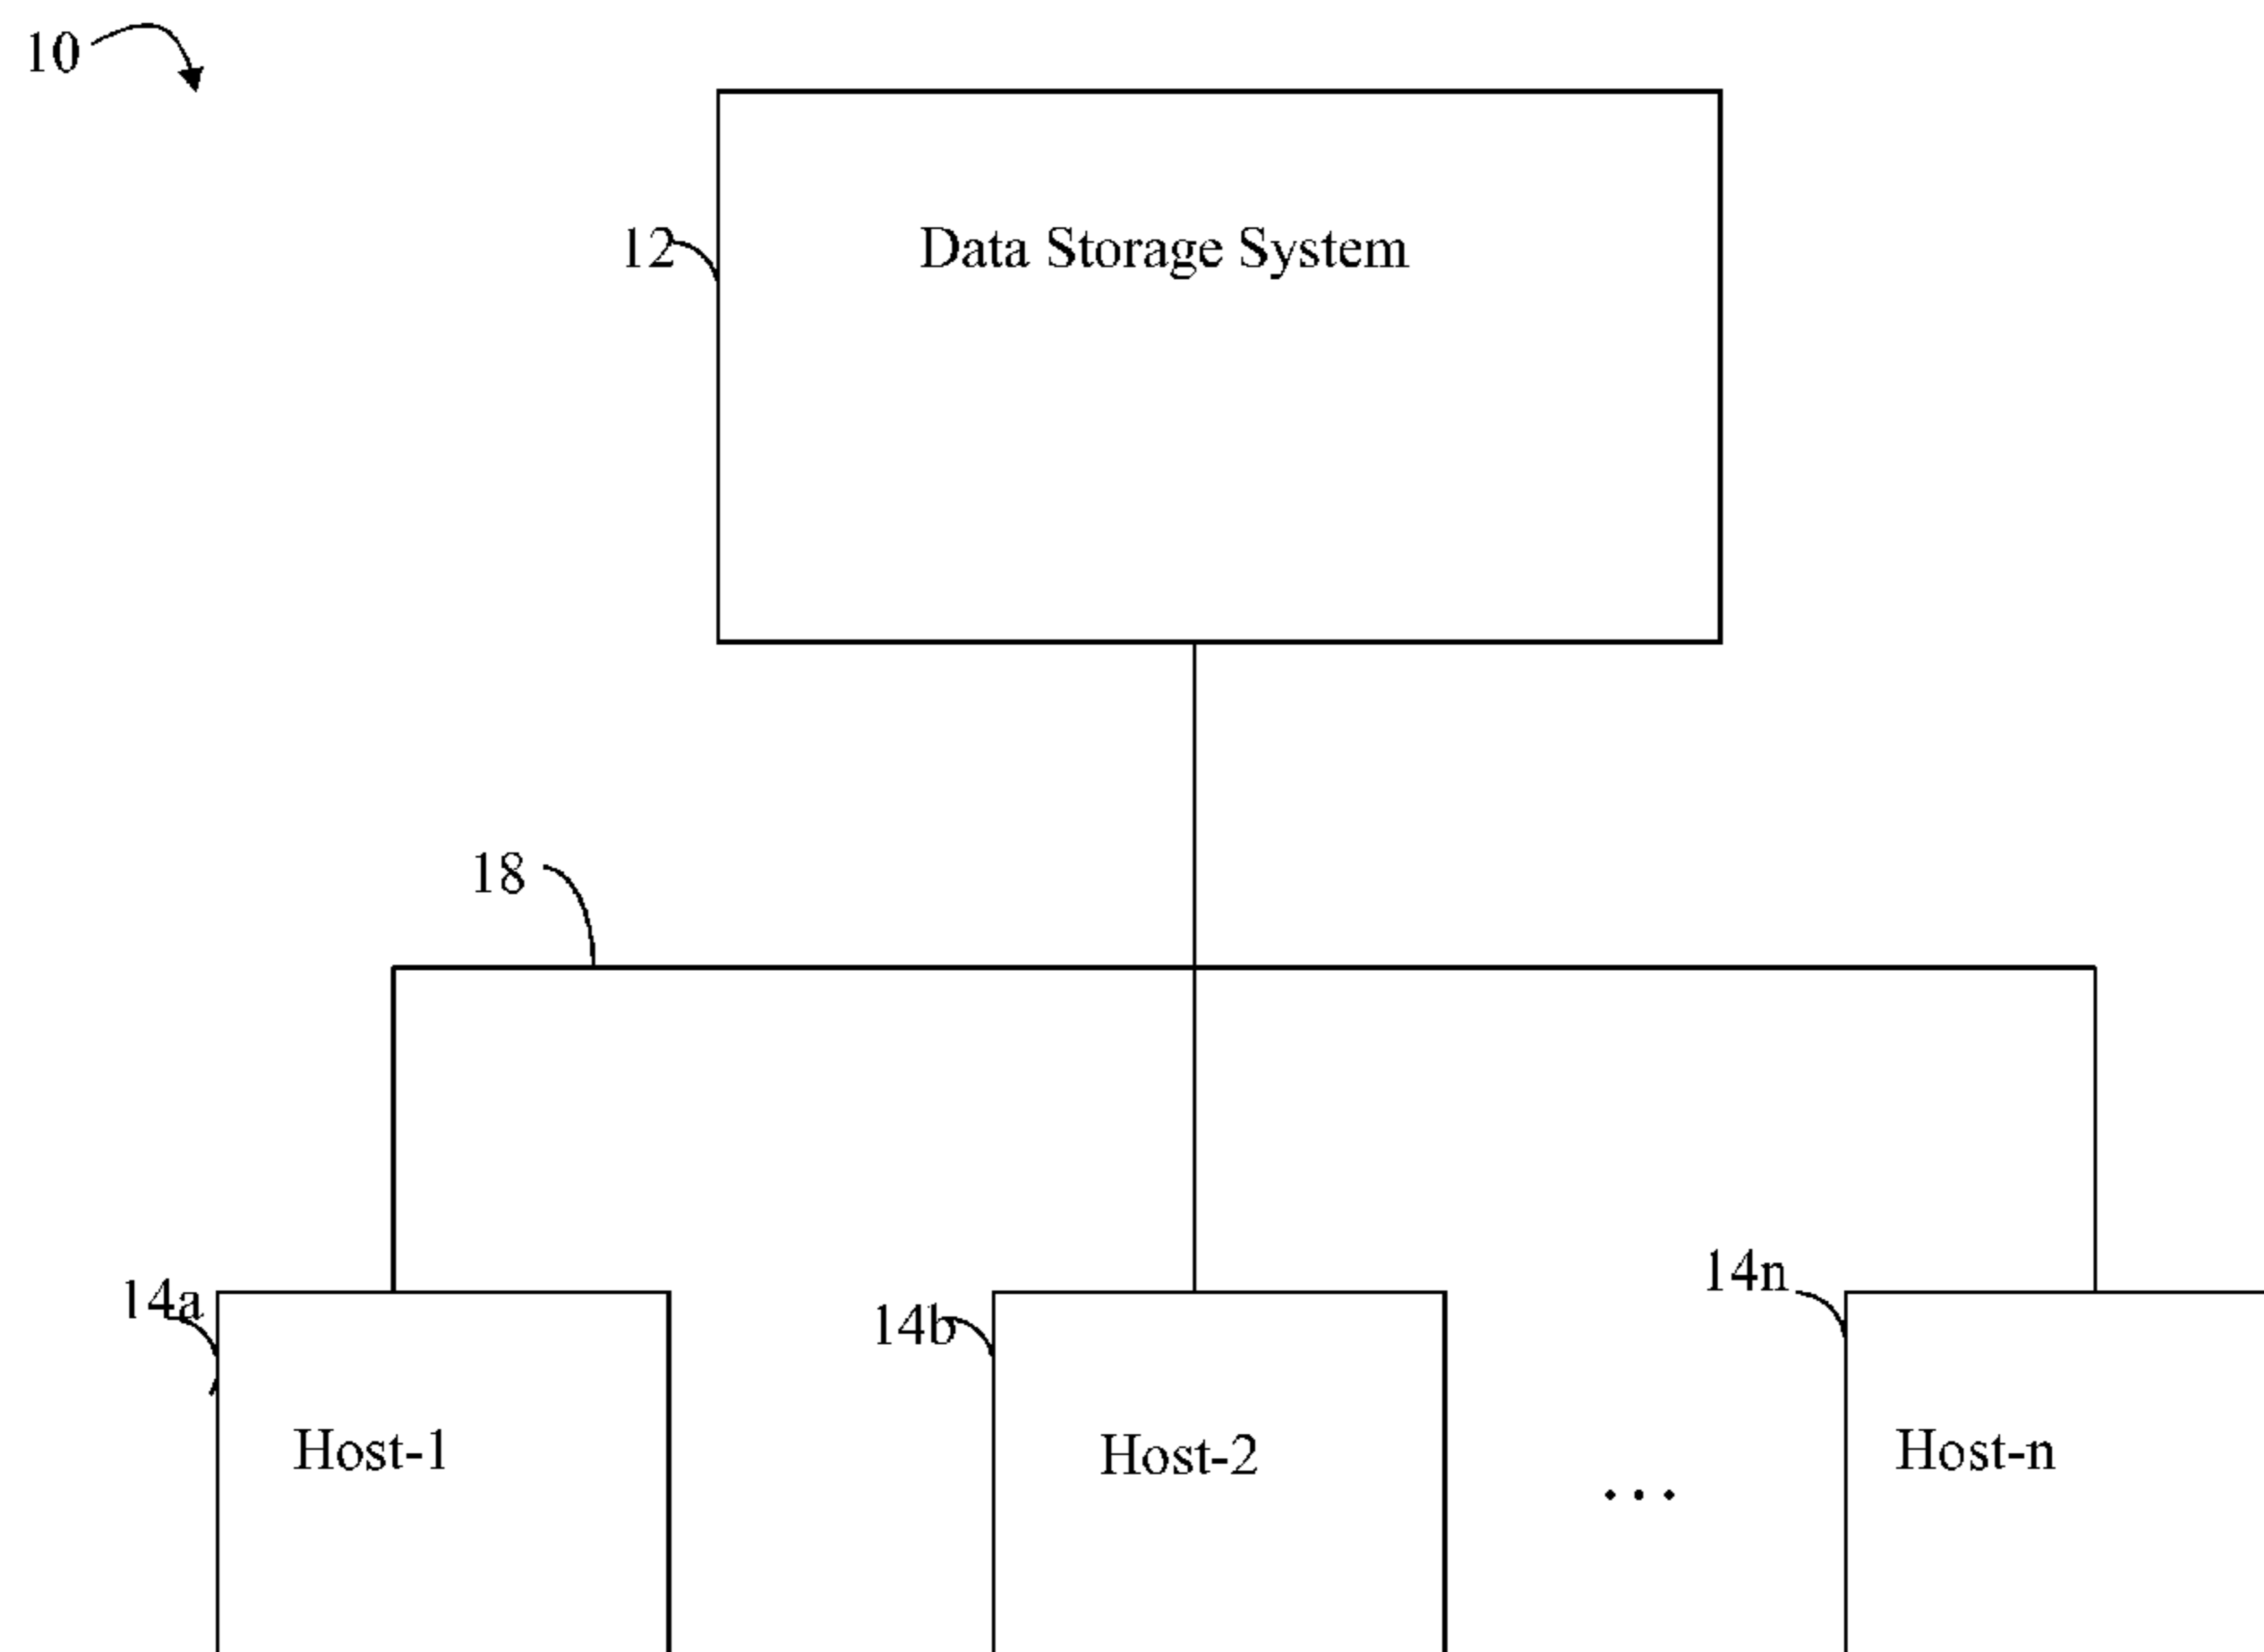 10
12
Data Storage System
18
14a
14b
14n
Host-1
Host-2
...
Host-n